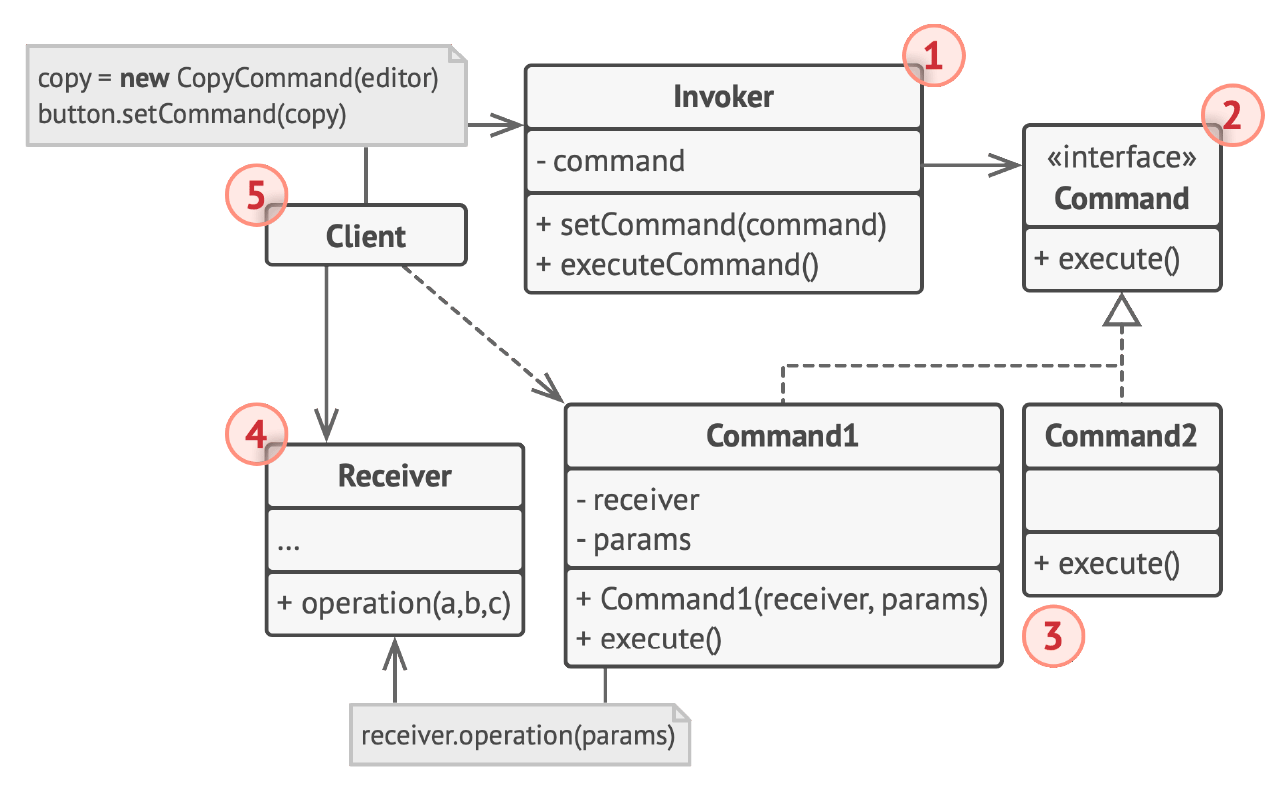 copy = new CopyCommand(editor)
button.setCommand(copy)
1
Invoker
- command
+ setCommand(command)
+ executeCommand()
2
«interface»
Command
+ execute()
5
Client
4
Receiver
...
+ operation(a,b,c)
Command1
- receiver
- params
+ Command1(receiver, params)
+ execute()
Command2
+ execute()
3
receiver.operation(params)